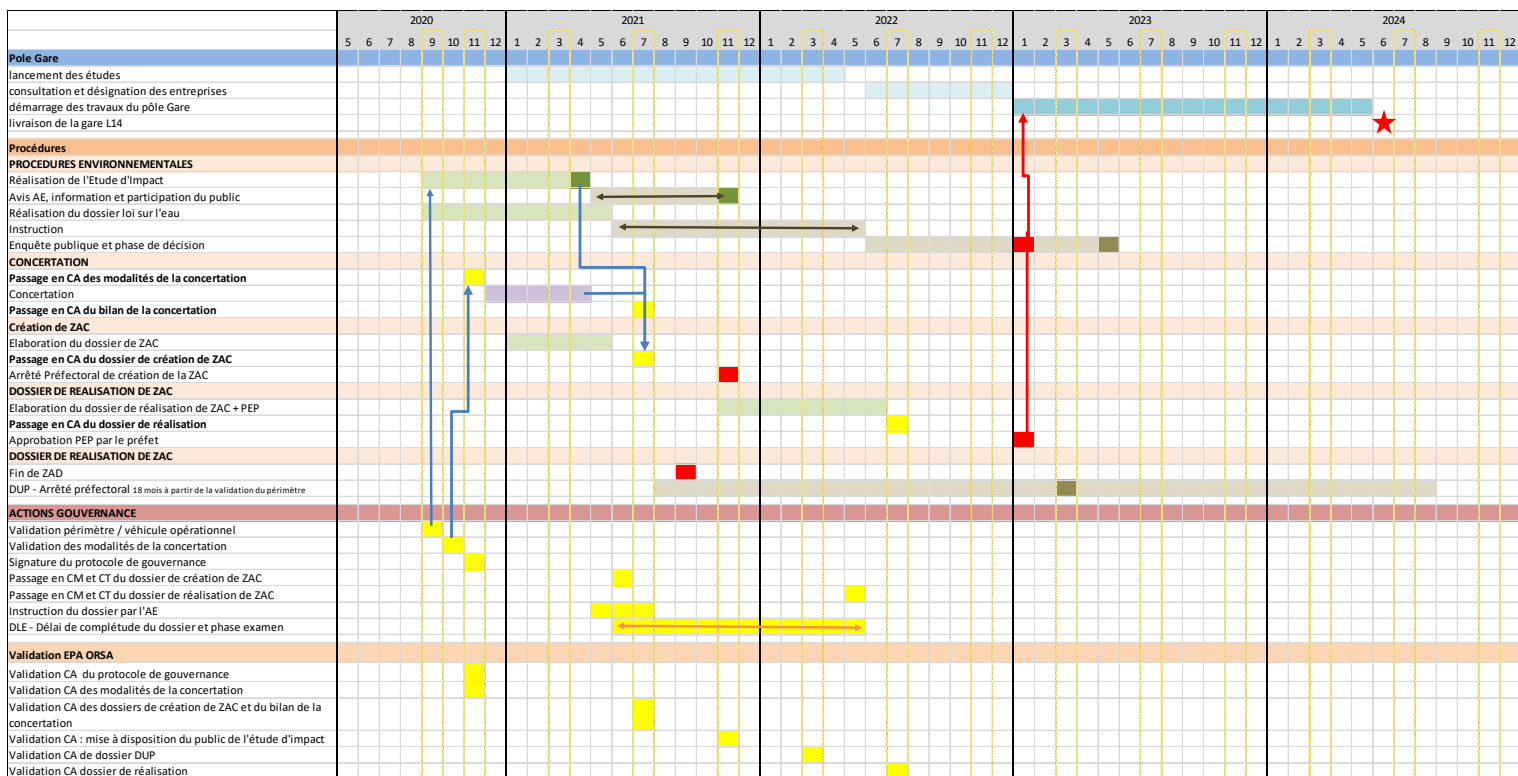 2020 2021 2022 2023 2024
5 6 7 8 9 10 11 12 1 2 3 4 5 6 7 8 9 10 11 12 1 2 3 4 5 6 7 8 9 10 11 12 1 2 3 4 5 6 7 8 9 10 11 12 1 2 3 4 5 6 7 8 9 10 11 12
Pole Gare
lancement des études
consultation et désignation des entreprises
démarrage des travaux du pôle Gare
livraison de la gare L14
Procédures
PROCEDURES ENVIRONNEMENTALES
Réalisation de l'Etude d'Impact
Avis AE, information et participation du public
Réalisation du dossier loi sur l'eau
Instruction
Enquête publique et phase de décision
CONCERTATION
Passage en CA des modalités de la concertation
Concertation
Passage en CA du bilan de la concertation
Création de ZAC
Elaboration du dossier de ZAC
Passage en CA du dossier de création de ZAC
Arrêté Préfectoral de création de la ZAC
DOSSIER DE REALISATION DE ZAC
Elaboration du dossier de réalisation de ZAC + PEP
Passage en CA du dossier de réalisation
Approbation PEP par le préfet
DOSSIER DE REALISATION DE ZAC
Fin de ZAD
DUP - Arrêté préfectoral 18 mois à partir de la validation du périmètre
ACTIONS GOUVERNANCE
Validation périmètre / véhicule opérationnel
Validation des modalités de la concertation
Signature du protocole de gouvernance
Passage en CM et CT du dossier de création de ZAC
Passage en CM et CT du dossier de réalisation de ZAC
Instruction du dossier par l'AE
DLE - Délai de complétude du dossier et phase examen
Validation EPA ORSA
Validation CA du protocole de gouvernance
Validation CA des modalités de la concertation
Validation CA des dossiers de création de ZAC et du bilan de la
concertation
Validation CA : mise à disposition du public de l'étude d'impact
Validation CA de dossier DUP
Validation CA dossier de réalisation